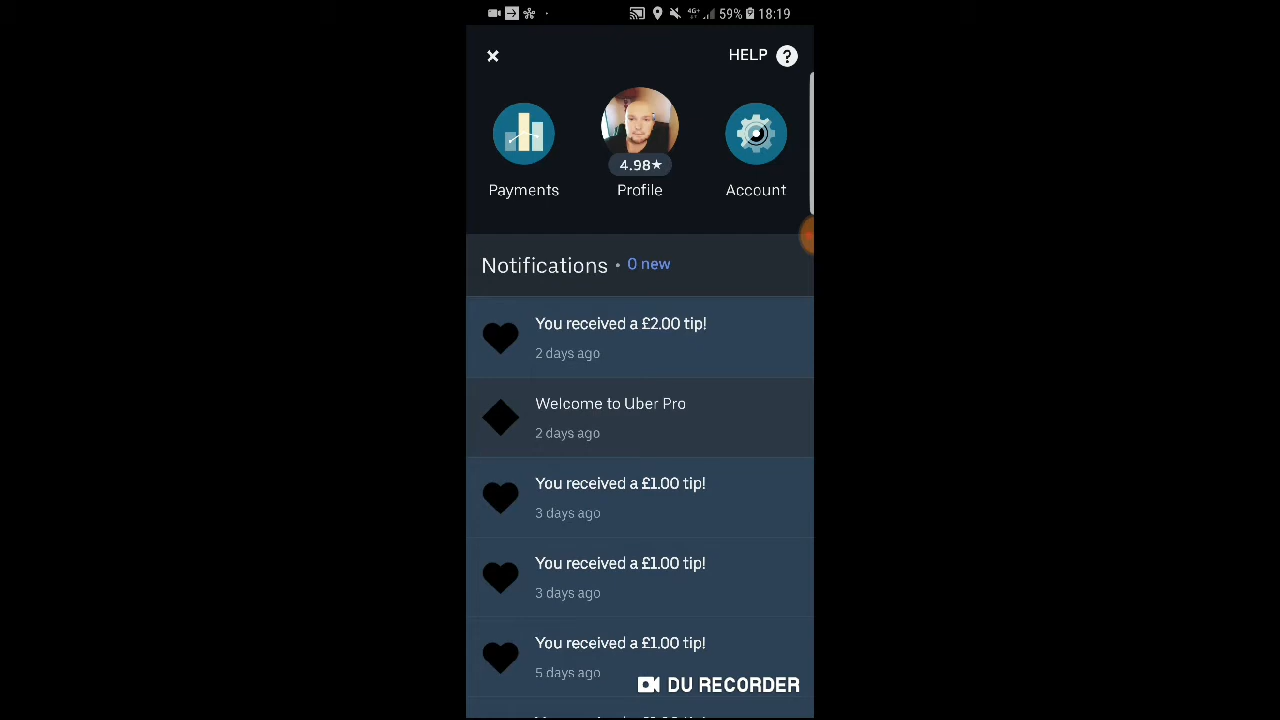 4G+ 59% 18:19
× HELP ?
4.98★
Payments Profile Account
Notifications • 0 new
You received a £2.00 tip!
2 days ago
Welcome to Uber Pro
2 days ago
You received a £1.00 tip!
3 days ago
You received a £1.00 tip!
3 days ago
You received a £1.00 tip!
5 days ago
DU RECORDER